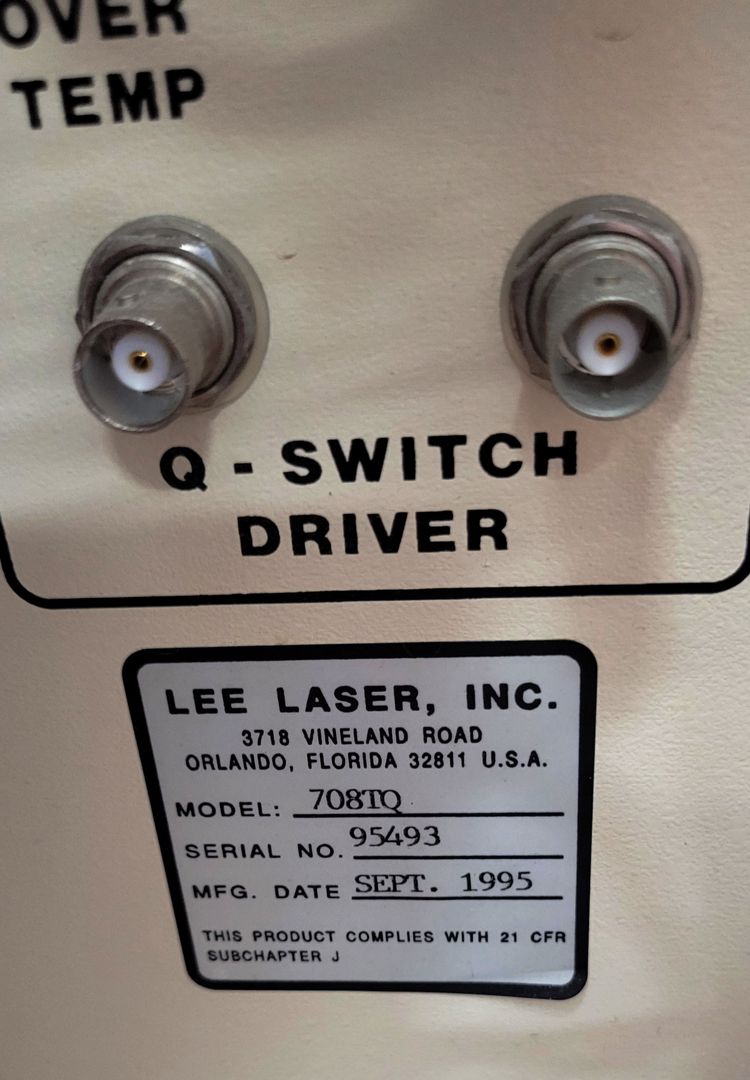 OVER
TEMP
Q - SWITCH
DRIVER
LEE LASER, INC.
3718 VINELAND ROAD
ORLANDO, FLORIDA 32811 U.S.A.
MODEL: 708TQ
SERIAL NO. 95493
MFG. DATE SEPT. 1995
THIS PRODUCT COMPLIES WITH 21 CFR
SUBCHAPTER J